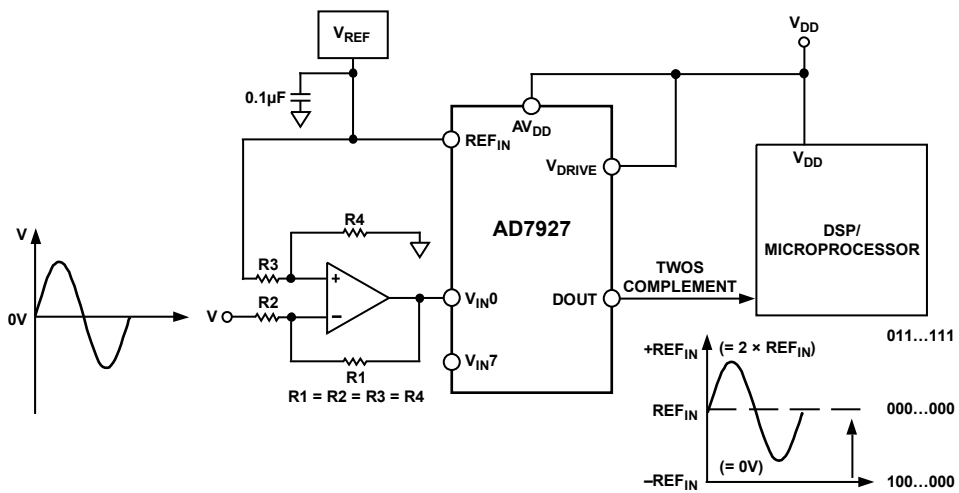 VREF
VDD
0.1µF
AVDD
REFIN
VDRIVE
VDD
AD7927
DSP/
MICROPROCESSOR
V
0V
R4
R3
R2
V
R1
R1 = R2 = R3 = R4
VIN0
VIN7
DOUT
TWOS
COMPLEMENT
+REFIN (= 2 × REFIN) 011…111
REFIN 000…000
(= 0V)
–REFIN 100…000